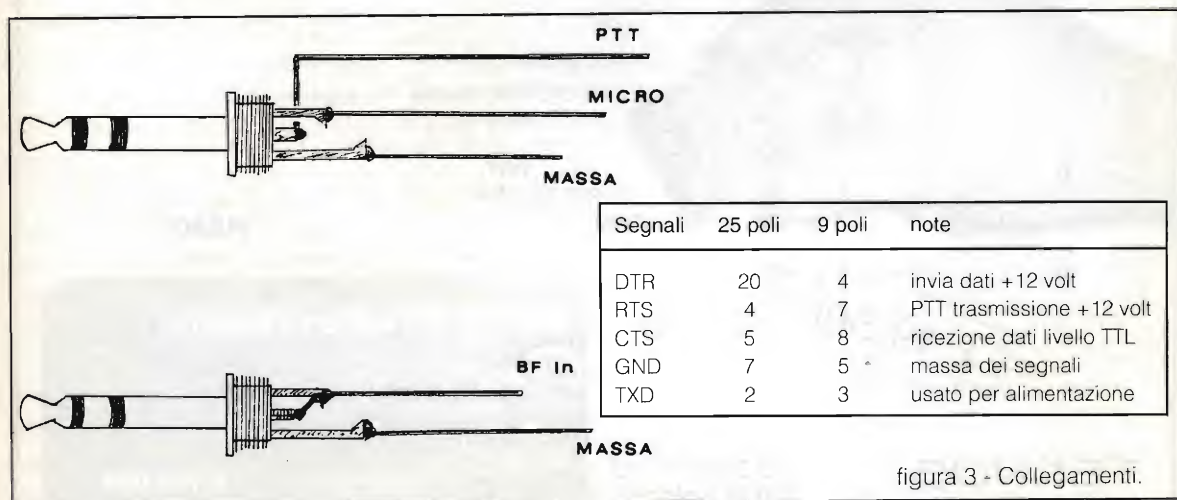 PTT
MICRO
MASSA
Segnali 25 poli 9 poli note
DTR 20 4 invia dati +12 volt
RTS 4 7 PTT trasmissione +12 volt
CTS 5 8 ricezione dati livello TTL
GND 7 5 massa dei segnali
TXD 2 3 usato per alimentazione
BF In
MASSA
figura 3 - Collegamenti.